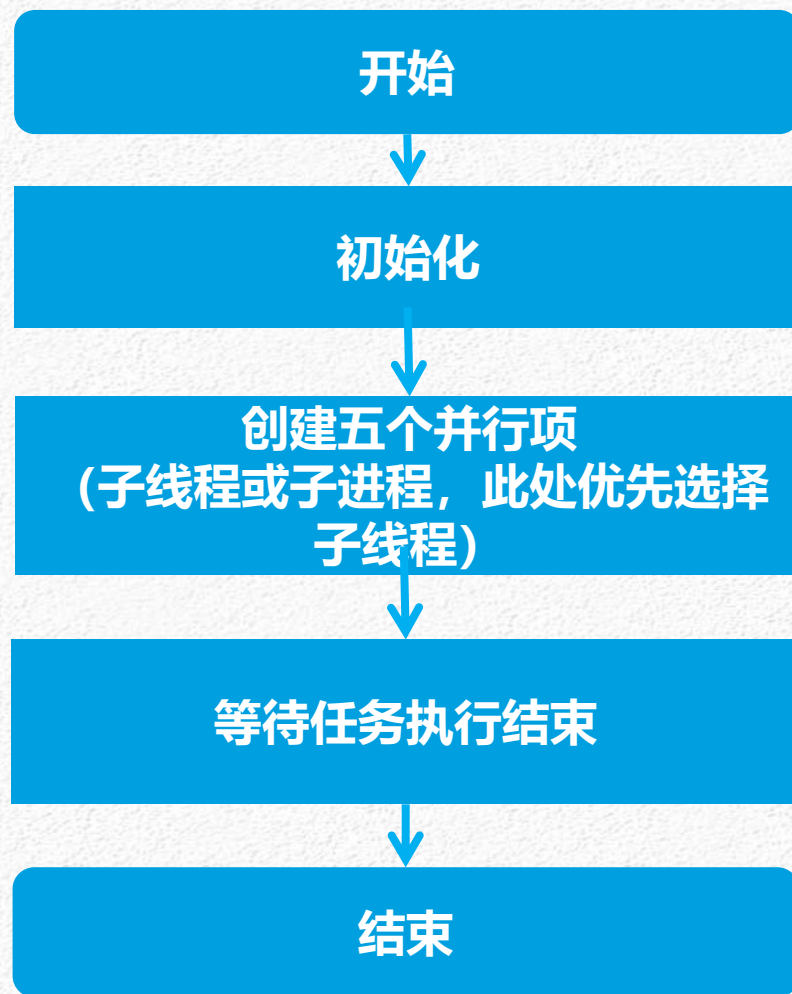 开始
初始化
创建五个并行项
（子线程或子进程，此处优先选择
子线程）
等待任务执行结束
结束